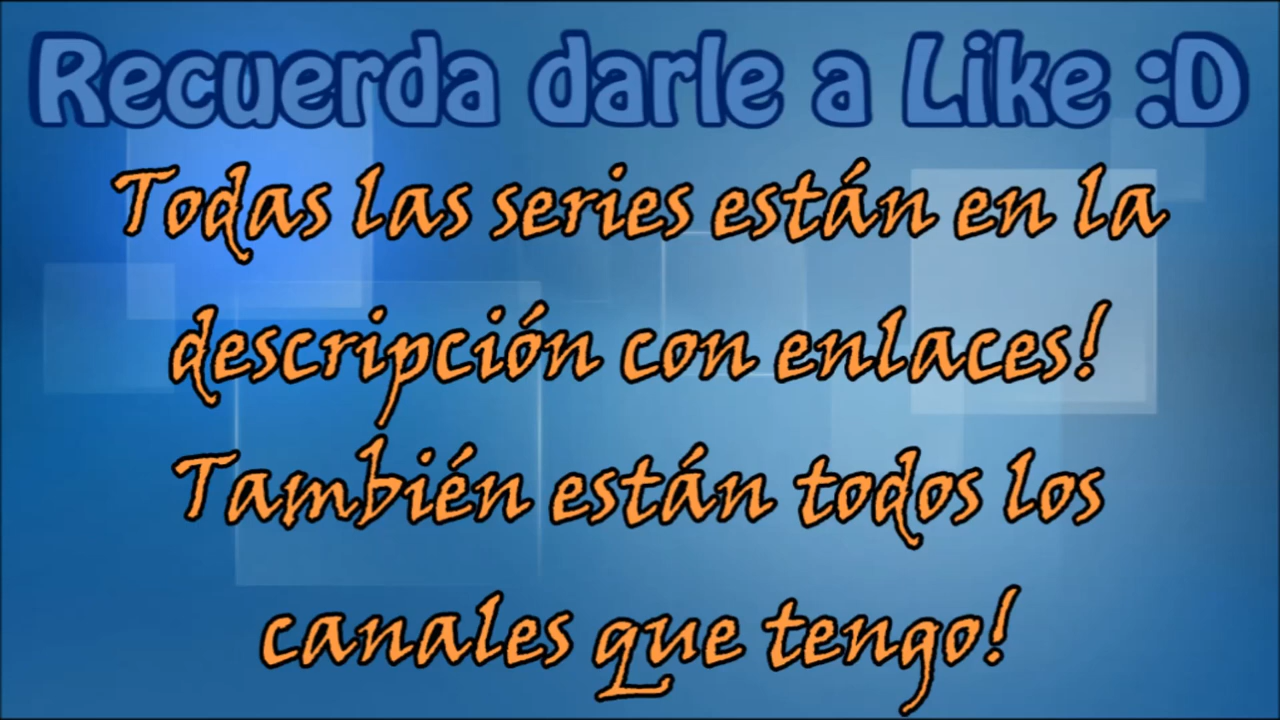 Recuerda darle a Like :D
Todas las series están en la
descripción con enlaces!
También están todos los
canales que tengo!